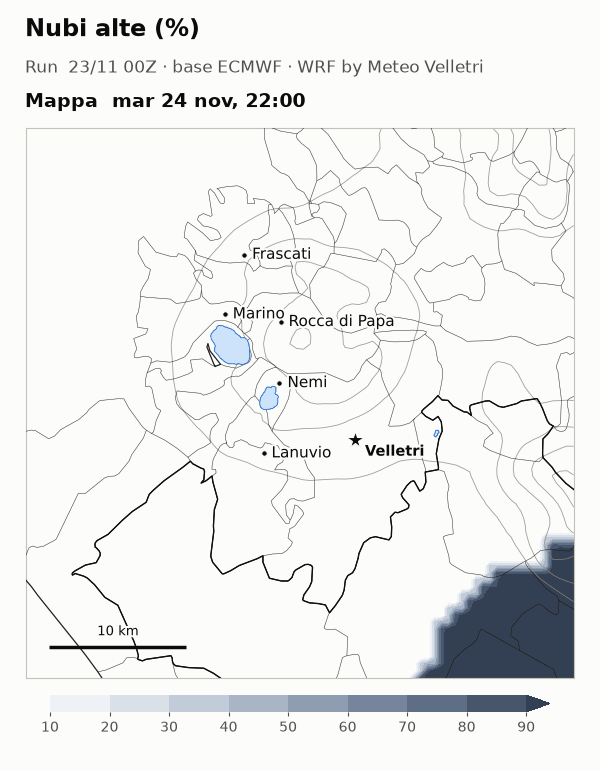 Nubi alte (%)
Run  23/11 00Z · base ECMWF · WRF by Meteo Velletri
Mappa  mar 24 nov, 22:00
Frascati
Marino
Rocca di Papa
Nemi
Lanuvio
Velletri
10 km
10 20 30 40 50 60 70 80 90